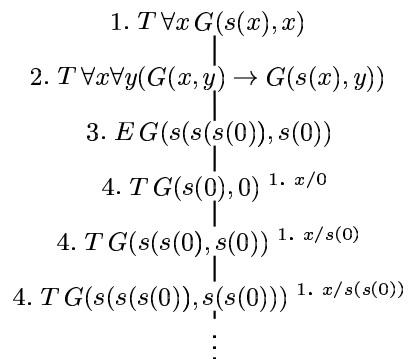 1. T ∀x G(s(x), x)
2. T ∀x∀y(G(x, y) → G(s(x), y))
3. E G(s(s(s(0)), s(0))
4. T G(s(0), 0) 1. x/0
4. T G(s(s(0), s(0)) 1. x/s(0)
4. T G(s(s(s(0)), s(s(0))) 1. x/s(s(0))
⋮